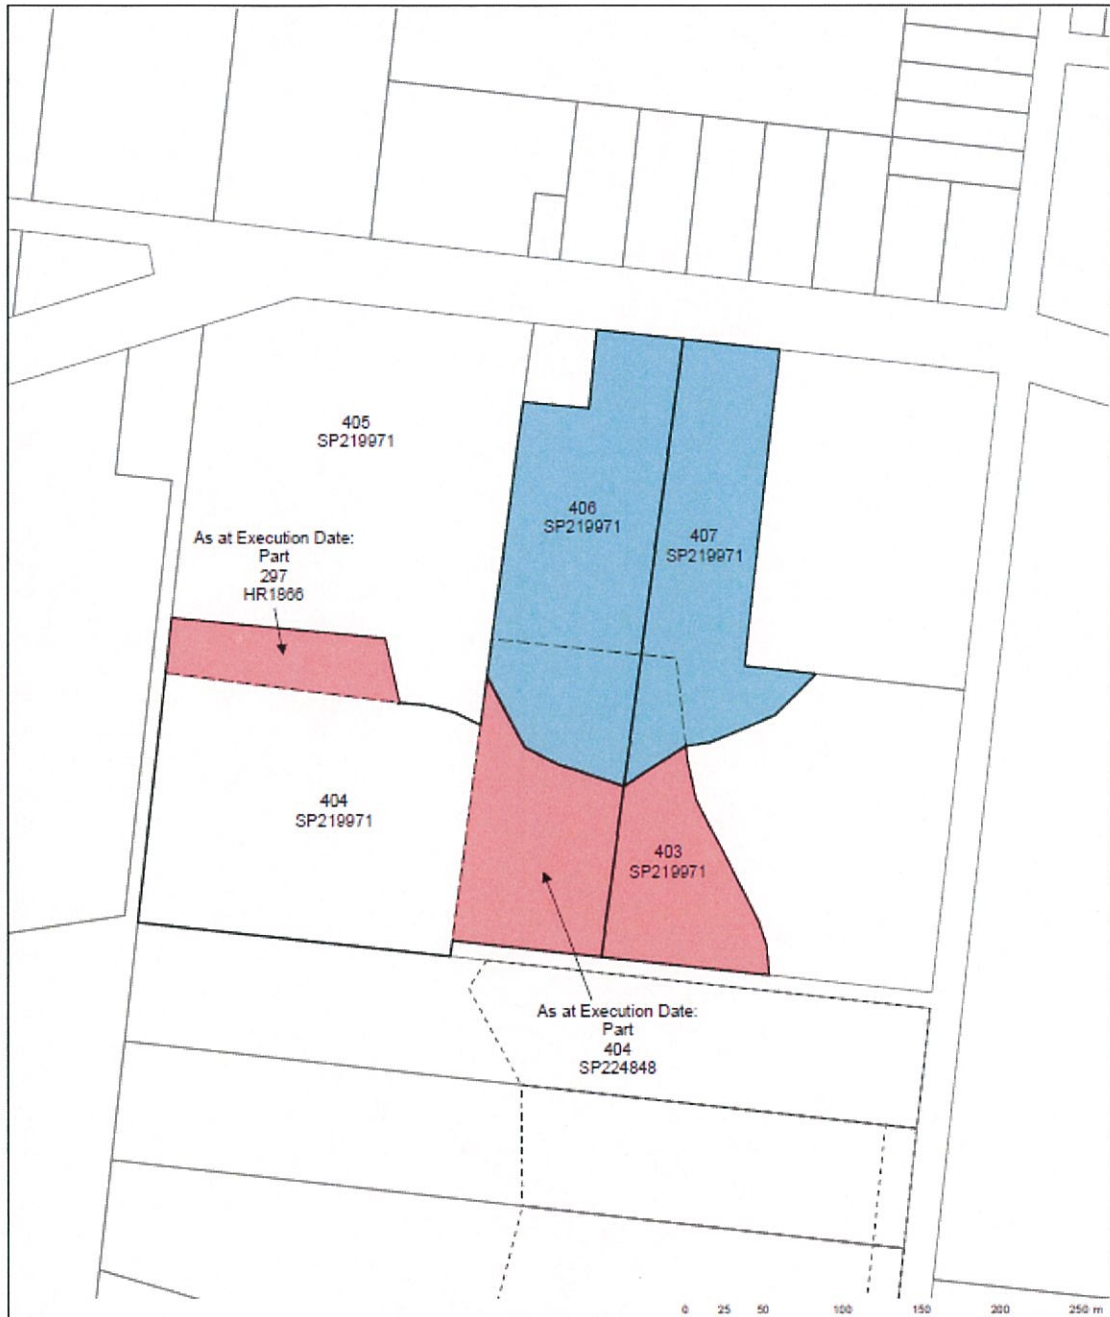 405
SP219971
406
SP219971
407
SP219971
As at Execution Date:
Part
297
HR1866
404
SP219971
403
SP219971
As at Execution Date:
Part
404
SP224848
0 25 50 100 150 200 250 m